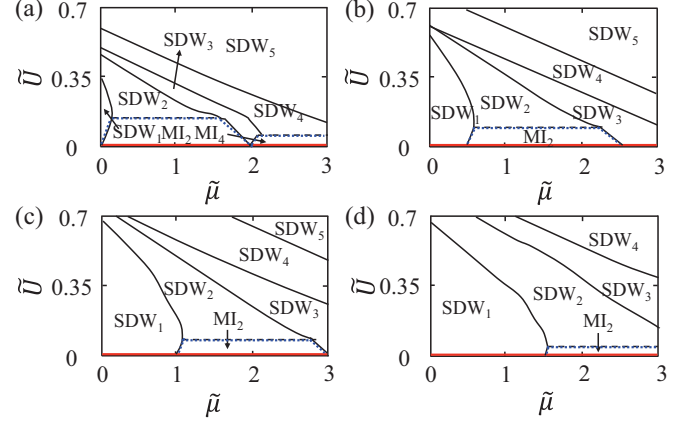 (a)
0.7
SDW3
SDW5
Ũ
0.35
SDW2
SDW4
SDW1 MI2 MI4
0
0 1 2 3
μ̃
(b)
0.7
SDW5
Ũ
0.35
SDW4
SDW1
SDW2
SDW3
MI2
0
0 1 2 3
μ̃
(c)
0.7
SDW5
SDW4
Ũ
0.35
SDW2
SDW3
SDW1
MI2
0
0 1 2 3
μ̃
(d)
0.7
SDW4
Ũ
0.35
SDW2
SDW3
SDW1
MI2
0
0 1 2 3
μ̃